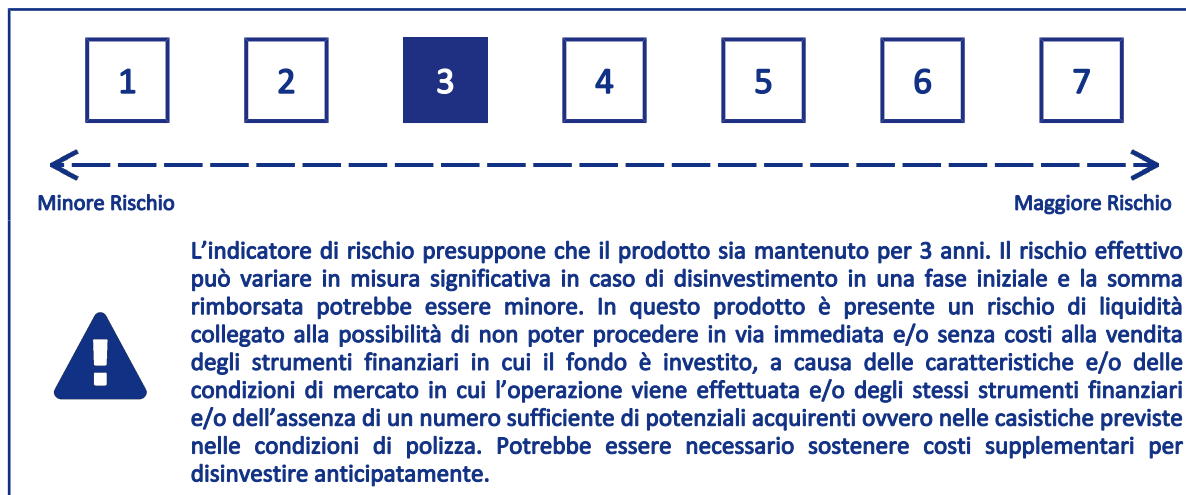 1 2 3 4 5 6 7
Minore Rischio Maggiore Rischio
L'indicatore di rischio presuppone che il prodotto sia mantenuto per 3 anni. Il rischio effettivo
può variare in misura significativa in caso di disinvestimento in una fase iniziale e la somma
rimborsata potrebbe essere minore. In questo prodotto è presente un rischio di liquidità
collegato alla possibilità di non poter procedere in via immediata e/o senza costi alla vendita
degli strumenti finanziari in cui il fondo è investito, a causa delle caratteristiche e/o delle
condizioni di mercato in cui l'operazione viene effettuata e/o degli stessi strumenti finanziari
e/o dell'assenza di un numero sufficiente di potenziali acquirenti ovvero nelle casistiche previste
nelle condizioni di polizza. Potrebbe essere necessario sostenere costi supplementari per
disinvestire anticipatamente.